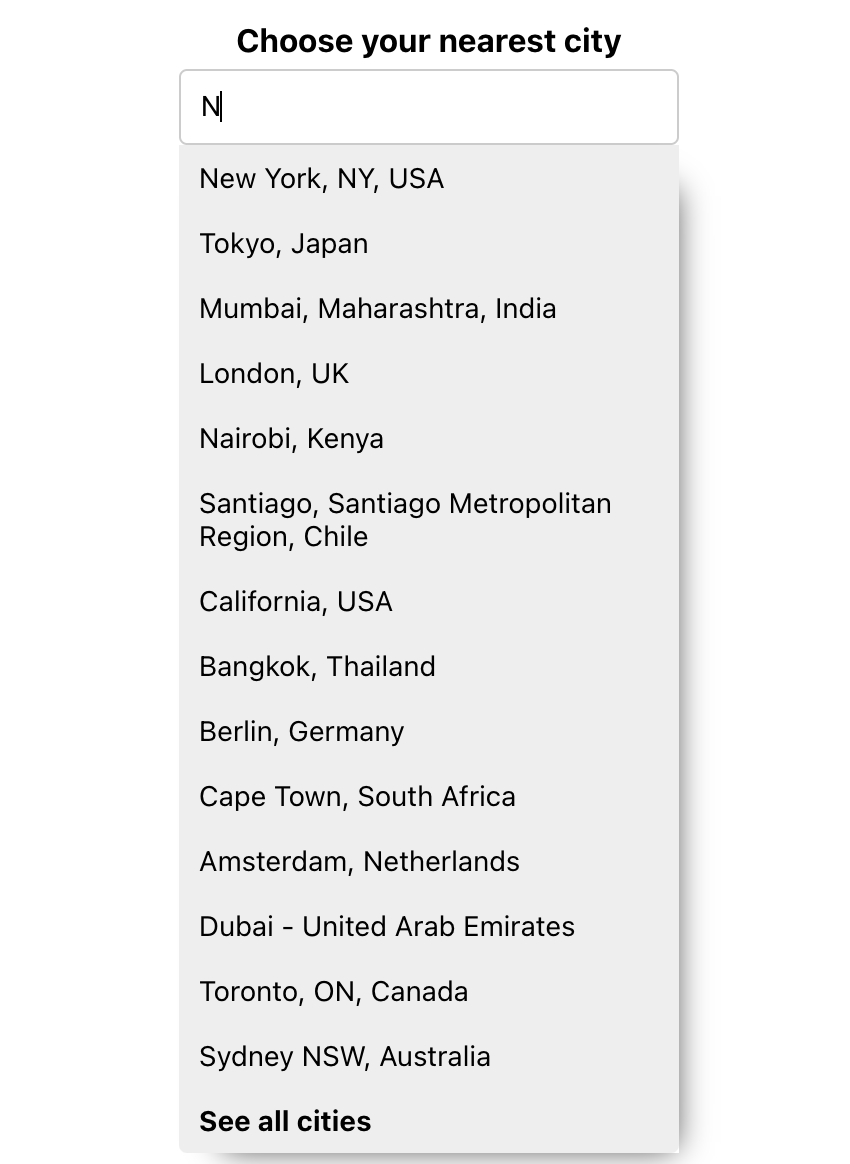 Choose your nearest city
N
New York, NY, USA
Tokyo, Japan
Mumbai, Maharashtra, India
London, UK
Nairobi, Kenya
Santiago, Santiago Metropolitan
Region, Chile
California, USA
Bangkok, Thailand
Berlin, Germany
Cape Town, South Africa
Amsterdam, Netherlands
Dubai - United Arab Emirates
Toronto, ON, Canada
Sydney NSW, Australia
See all cities